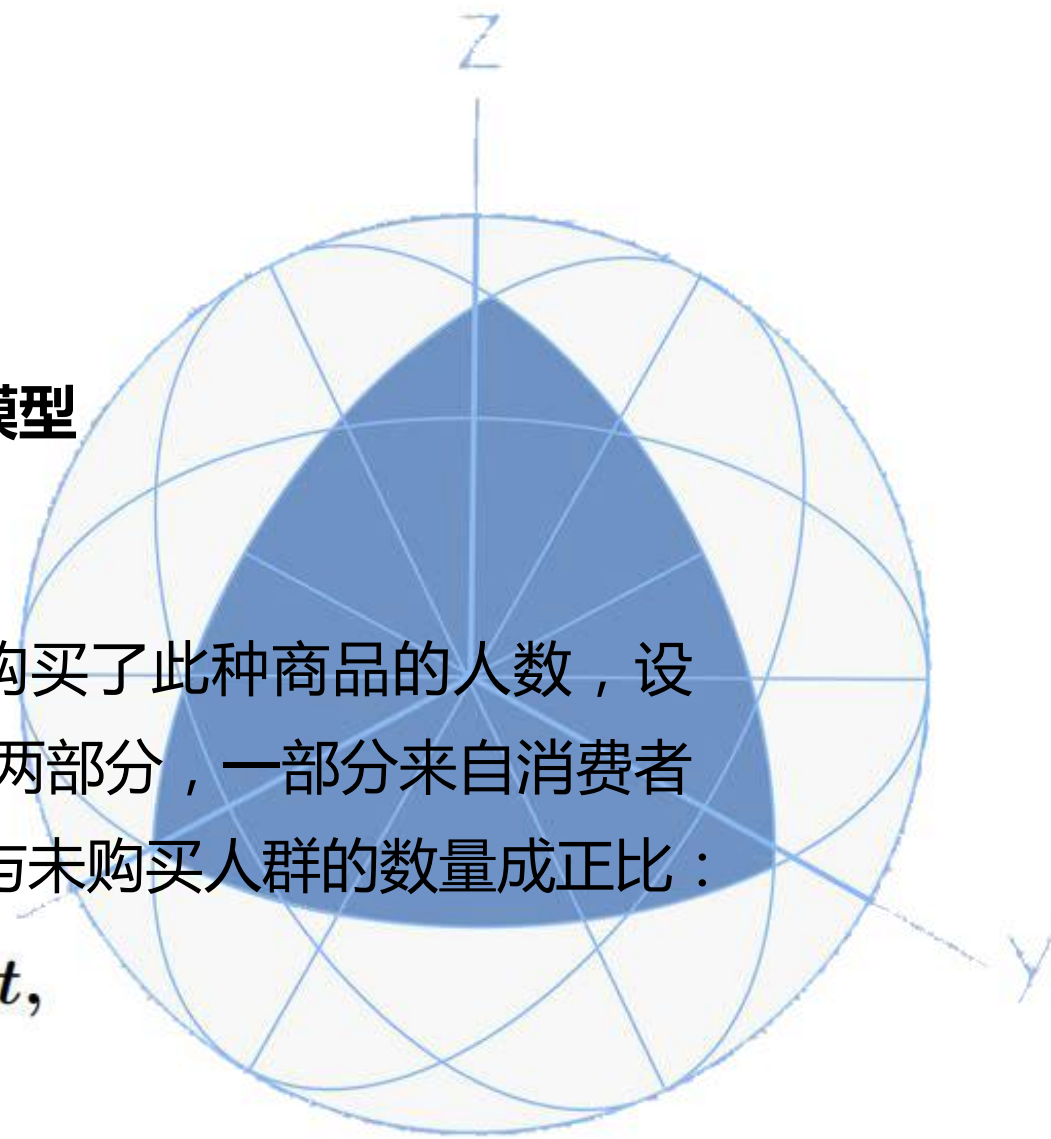 Z
模型
购买了此种商品的人数，设
两部分，一部分来自消费者
与未购买人群的数量成正比：
t,
Y